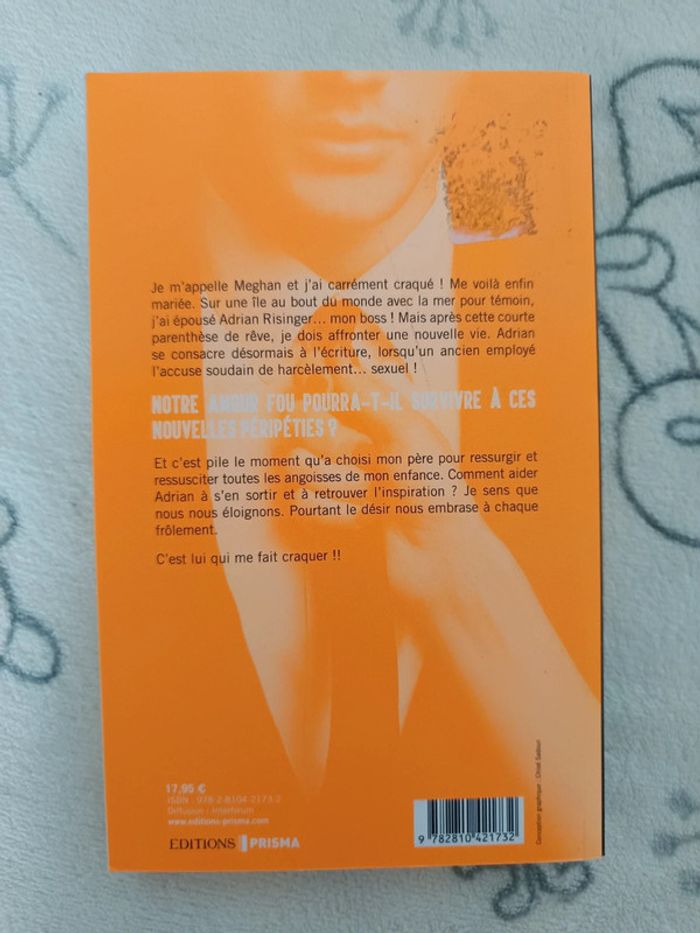 Je m'appelle Meghan et j'ai carrément craqué ! Me voilà enfin
mariée. Sur une île au bout du monde avec la mer pour témoin,
j'ai épousé Adrian Risinger... mon boss ! Mais après cette courte
parenthèse de rêve, je dois affronter une nouvelle vie. Adrian
se consacre désormais à l'écriture, lorsqu'un ancien employé
l'accuse soudain de harcèlement... sexuel !
NOTRE AMOUR FOU POURRA-T-IL SURVIVRE À CES
NOUVELLES PÉRIPÉTIES ?
Et c'est pile le moment qu'a choisi mon père pour ressurgir et
ressusciter toutes les angoisses de mon enfance. Comment aider
Adrian à s'en sortir et à retrouver l'inspiration ? Je sens que
nous nous éloignons. Pourtant le désir nous embrase à chaque
frôlement.
C'est lui qui me fait craquer !!
17,95 €
ISBN : 978-2-8104-2173-2
Diffusion : Interforum
www.editions-prisma.com
EDITIONS PRISMA
9 782810 421732
Conception graphique : Chloé